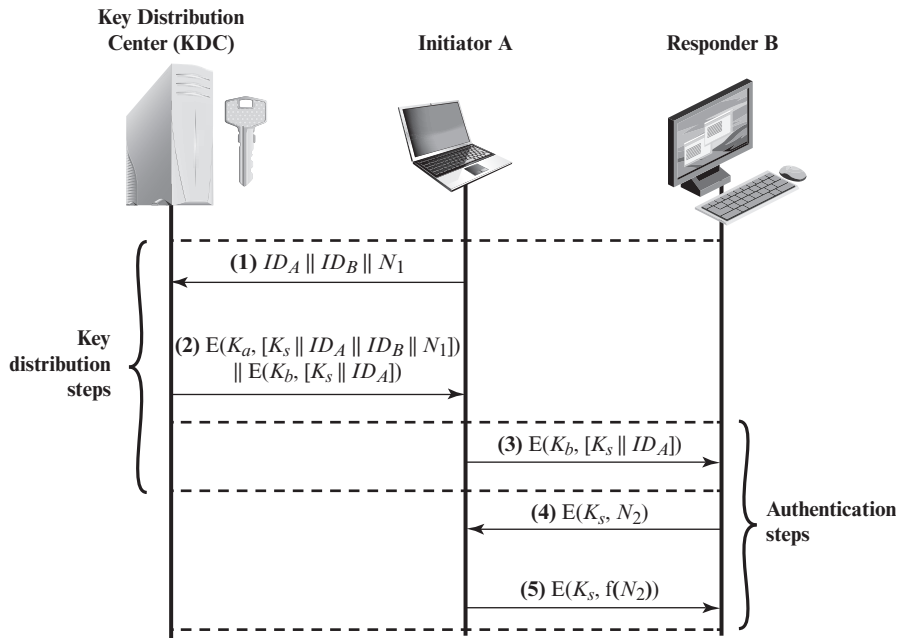 Key Distribution
Center (KDC)
Initiator A
Responder B
(1) ID_A || ID_B || N_1
Key
distribution
steps
(2) E(K_a, [K_s || ID_A || ID_B || N_1])
|| E(K_b, [K_s || ID_A])
(3) E(K_b, [K_s || ID_A])
(4) E(K_s, N_2)
Authentication
steps
(5) E(K_s, f(N_2))